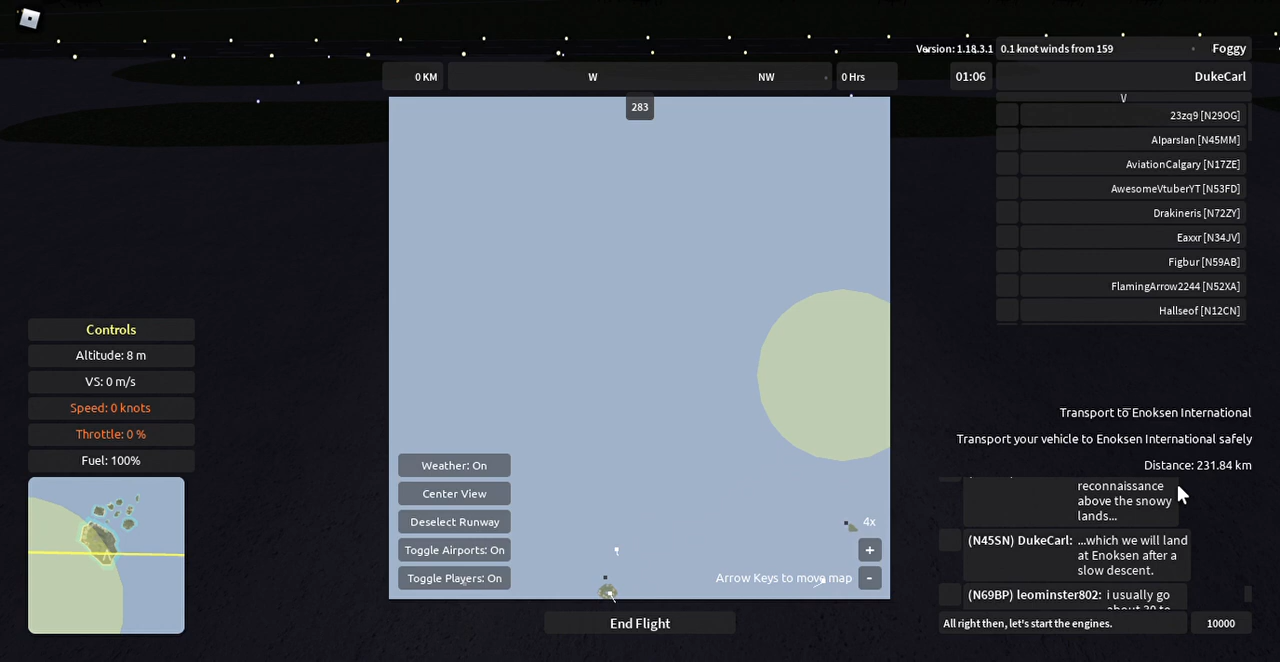 Version: 1.18.3.1
0.1 knot winds from 159
Foggy
0 KM
W
NW
0 Hrs
01:06
DukeCarl
V
283
23zq9 [N29OG]
AlparsIan [N45MM]
AviationCalgary [N17ZE]
AwesomeVtuberYT [N53FD]
Drakineris [N72ZY]
Eaxxr [N34JV]
Figbur [N59AB]
FlamingArrow2244 [N52XA]
Hallseof [N12CN]
Controls
Altitude: 8 m
VS: 0 m/s
Speed: 0 knots
Throttle: 0 %
Fuel: 100%
Weather: On
Center View
Deselect Runway
Toggle Airports: On
Toggle Players: On
4x
+
Arrow Keys to move map
-
End Flight
Transport to Enoksen International
Transport your vehicle to Enoksen International safely
Distance: 231.84 km
reconnaissance
above the snowy
lands...
(N45SN) DukeCarl: ...which we will land
at Enoksen after a
slow descent.
(N69BP) leominster802: i usually go
All right then, let's start the engines.
10000